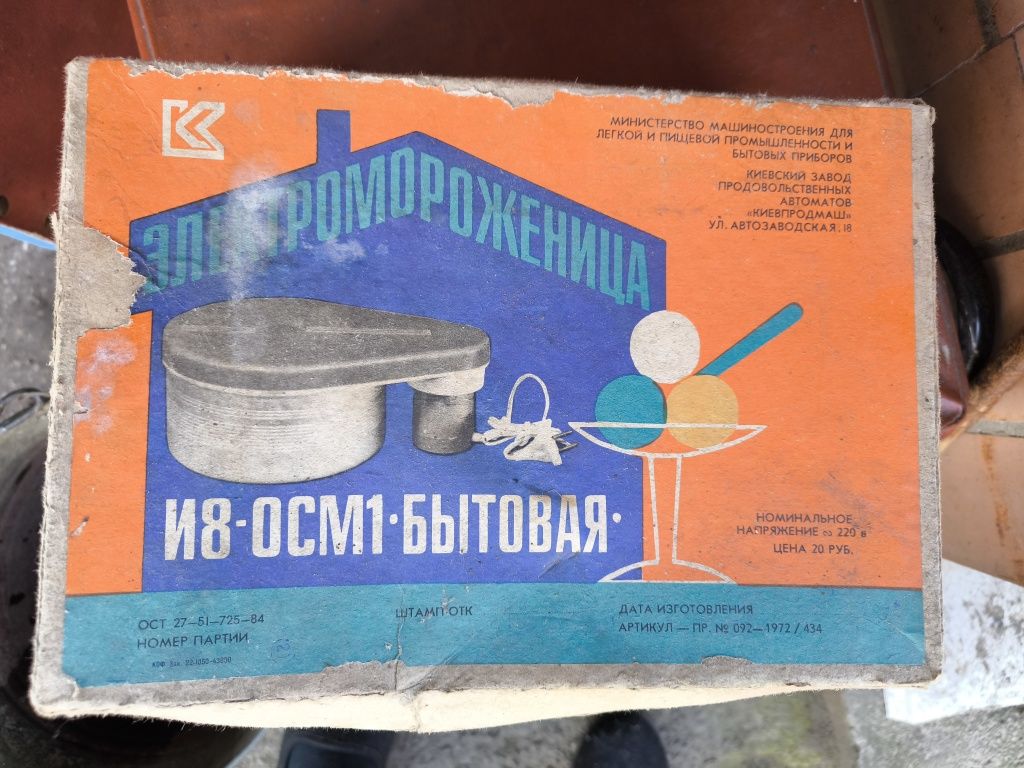 МИНИСТЕРСТВО МАШИНОСТРОЕНИЯ ДЛЯ
ЛЕГКОЙ И ПИЩЕВОЙ ПРОМЫШЛЕННОСТИ И
БЫТОВЫХ ПРИБОРОВ
КИЕВСКИЙ ЗАВОД
ПРОДОВОЛЬСТВЕННЫХ
АВТОМАТОВ
«КИЕВПРОДМАШ»
УЛ. АВТОЗАВОДСКАЯ, 18
ЭЛЕКТРОМОРОЖЕНИЦА
И8-ОСМ1·БЫТОВАЯ·
НОМИНАЛЬНОЕ
НАПРЯЖЕНИЕ 220 в
ЦЕНА 20 РУБ.
ОСТ 27—51—725—84
НОМЕР ПАРТИИ
ШТАМП ОТК
ДАТА ИЗГОТОВЛЕНИЯ
АРТИКУЛ — ПР. № 092—1972 / 434